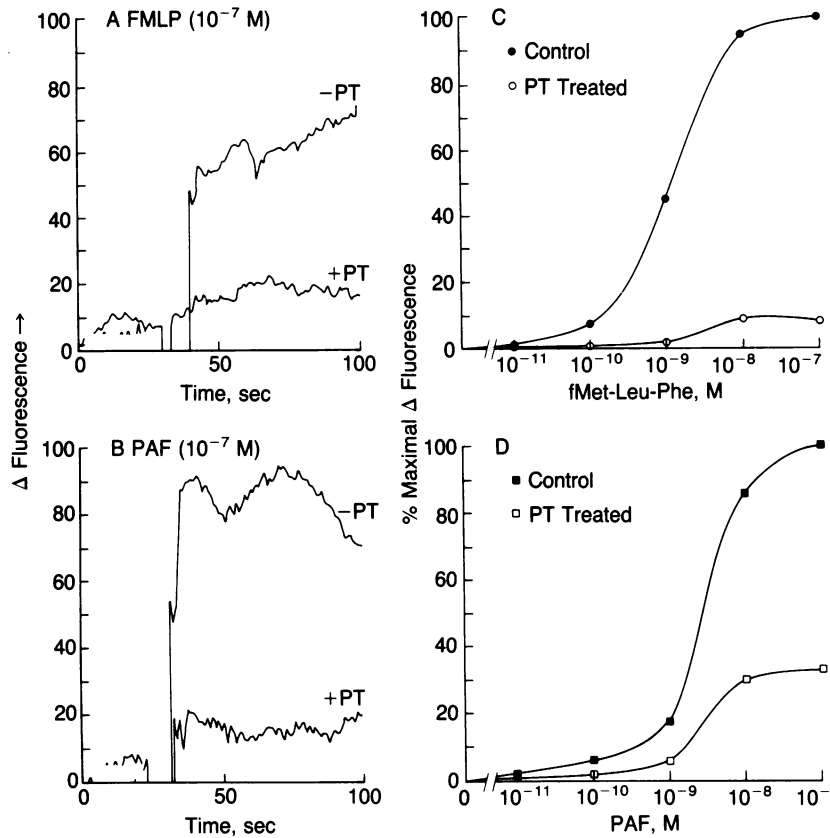 A FMLP (10⁻⁷ M)
100
80
60
40
20
0
−PT
+PT
0
50
100
Time, sec
Δ Fluorescence →
B PAF (10⁻⁷ M)
100
80
60
40
20
0
−PT
+PT
0
50
100
Time, sec
C
● Control
○ PT Treated
100
80
60
40
20
0
10⁻¹¹ 10⁻¹⁰ 10⁻⁹ 10⁻⁸ 10⁻⁷
fMet-Leu-Phe, M
% Maximal Δ Fluorescence
D
■ Control
□ PT Treated
100
80
60
40
20
0
0
10⁻¹¹ 10⁻¹⁰ 10⁻⁹ 10⁻⁸ 10⁻
PAF, M